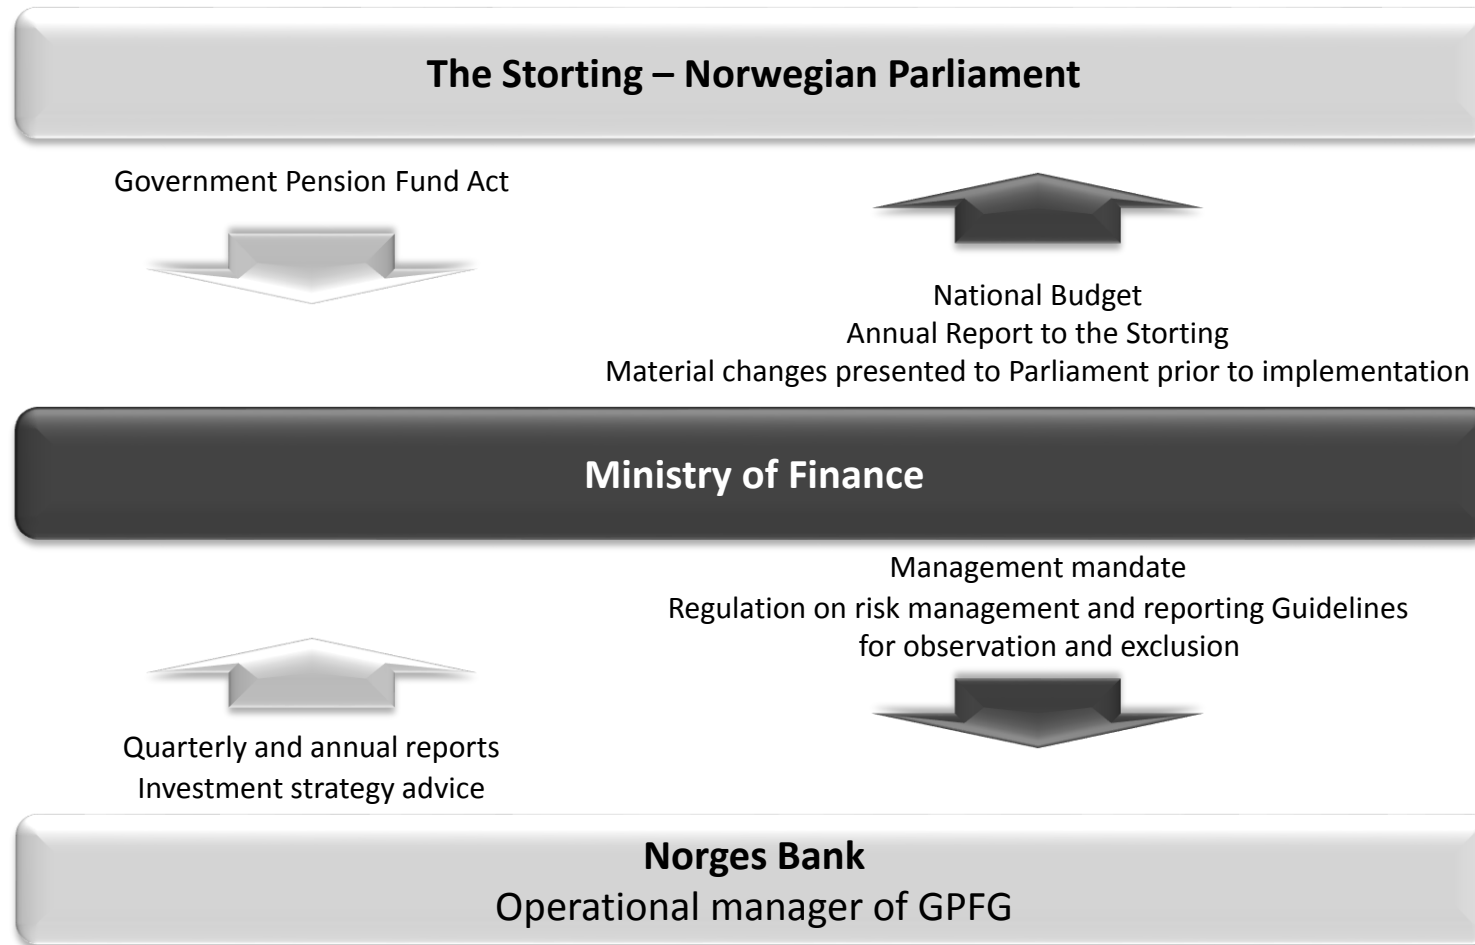 The Storting – Norwegian Parliament
Government Pension Fund Act
National Budget
Annual Report to the Storting
Material changes presented to Parliament prior to implementation
Ministry of Finance
Management mandate
Regulation on risk management and reporting Guidelines
for observation and exclusion
Quarterly and annual reports
Investment strategy advice
Norges Bank
Operational manager of GPFG